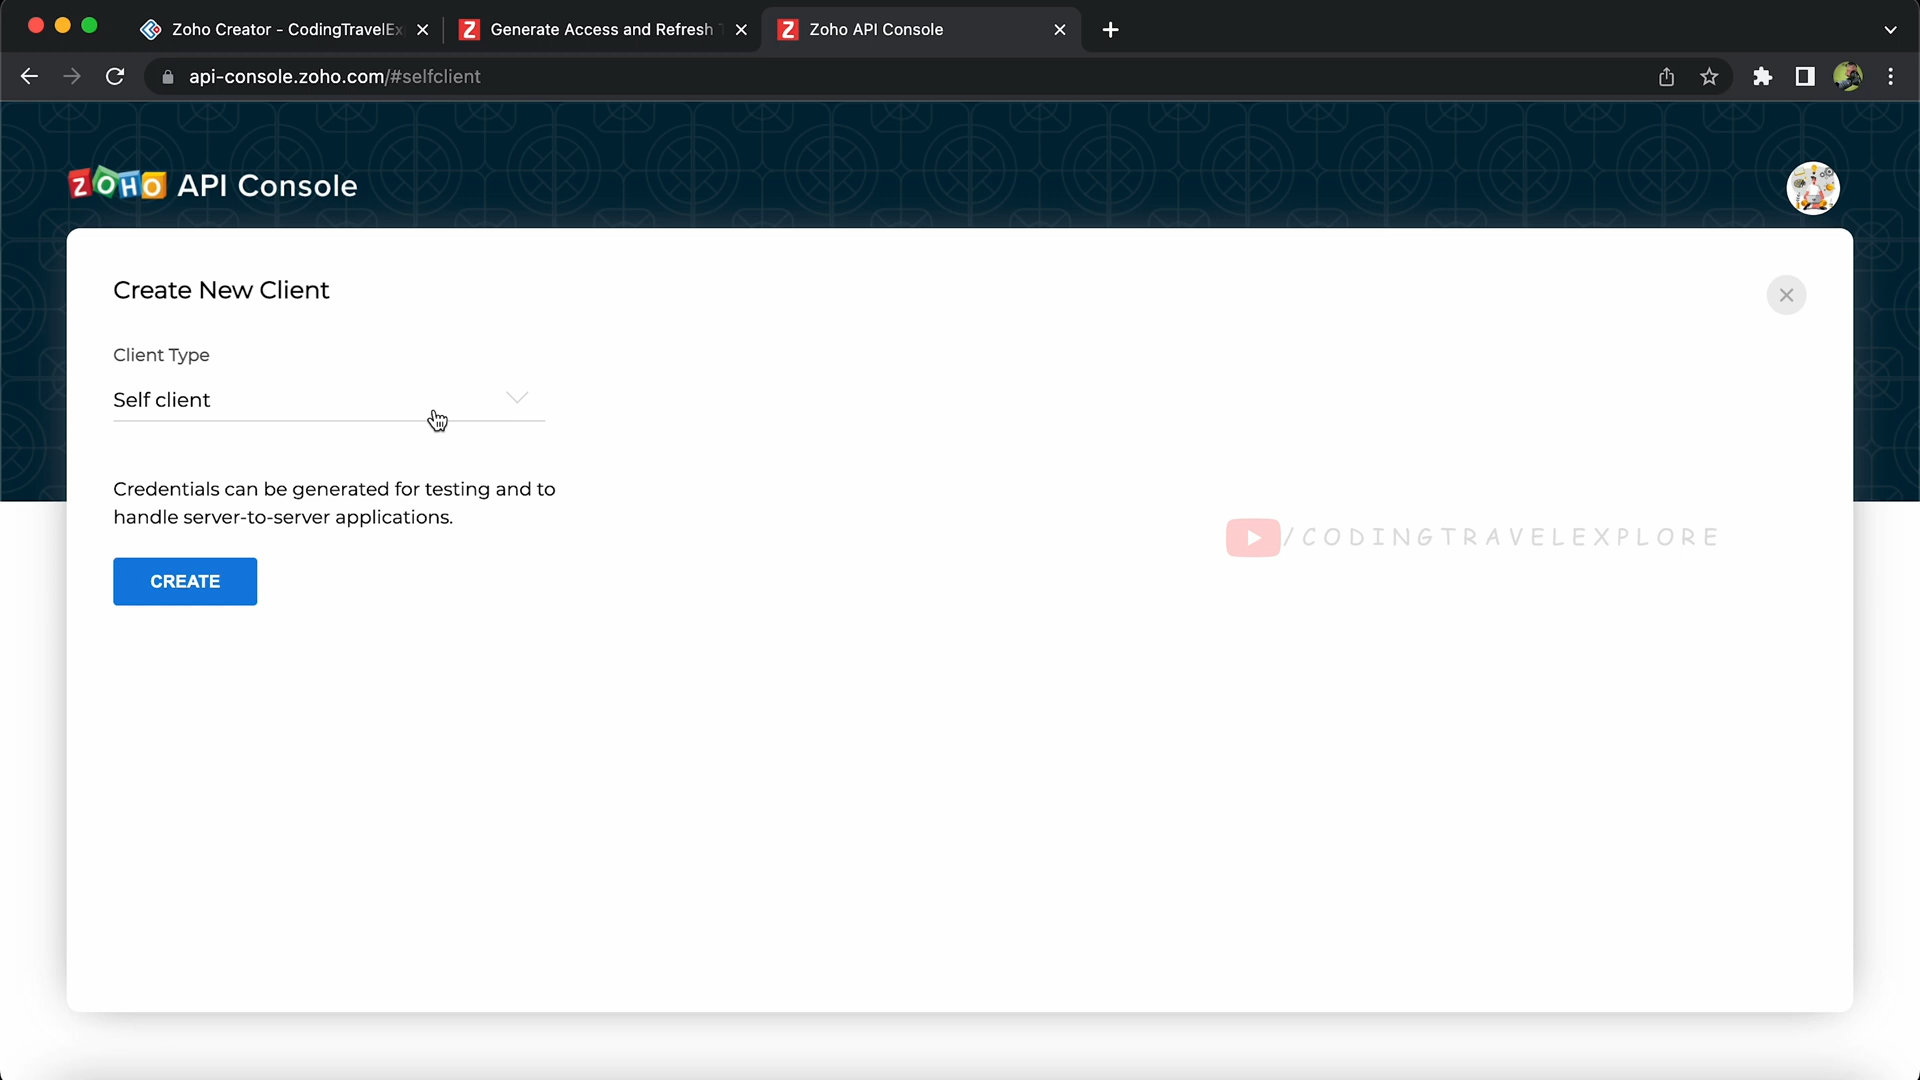 Zoho Creator - CodingTravelEx
Generate Access and Refresh T
Zoho API Console
api-console.zoho.com/#selfclient
ZOHO API Console
Create New Client
Client Type
Self client
Credentials can be generated for testing and to
handle server-to-server applications.
CREATE
/CODINGTRAVELEXPLORE